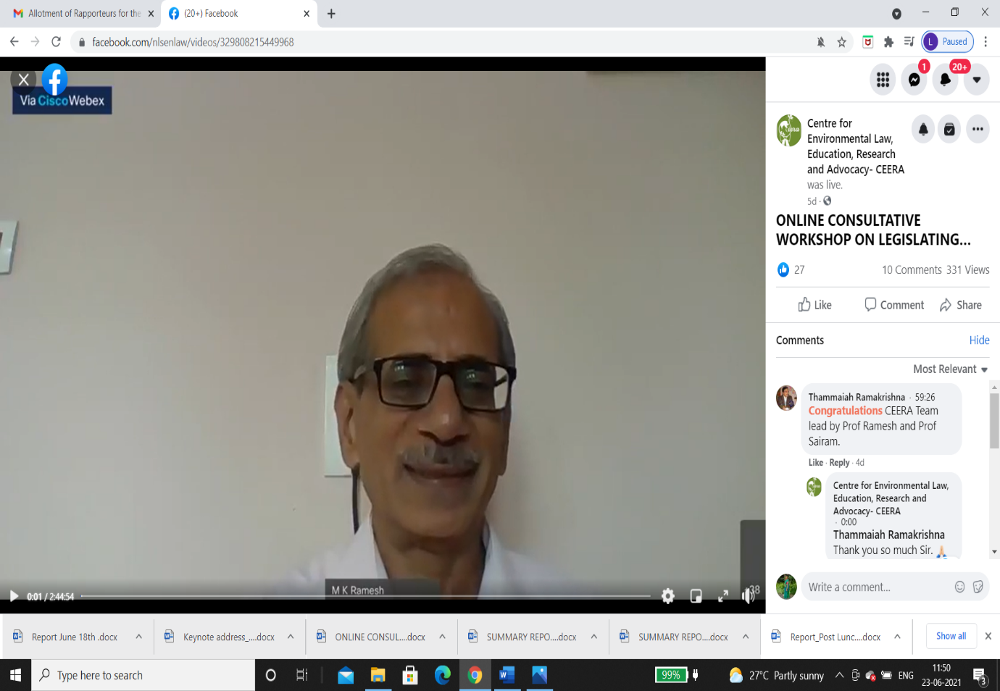 Allotment of Rapporteurs for the
(20+) Facebook
facebook.com/nlsenlaw/videos/329808215449968
L Paused
Via CiscoWebex
1
20+
ceera
Centre for
Environmental Law,
Education, Research
and Advocacy- CEERA
was live.
5d ·
ONLINE CONSULTATIVE
WORKSHOP ON LEGISLATING...
27
10 Comments 331 Views
Like
Comment
Share
Comments
Hide
Most Relevant
Thammaiah Ramakrishna · 59:26
Congratulations CEERA Team
lead by Prof Ramesh and Prof
Sairam.
Like · Reply · 4d
Centre for Environmental Law,
Education, Research and
Advocacy- CEERA
· 0:00
Thammaiah Ramakrishna
Thank you so much Sir.
Write a comment...
M K Ramesh
0:01 / 2:44:54
Report June 18th .docx
Keynote address_....docx
ONLINE CONSUL....docx
SUMMARY REPO....docx
SUMMARY REPO....docx
Report_Post Lunc....docx
Show all
Type here to search
99%
27°C Partly sunny
ENG
11:50
23-06-2021
3